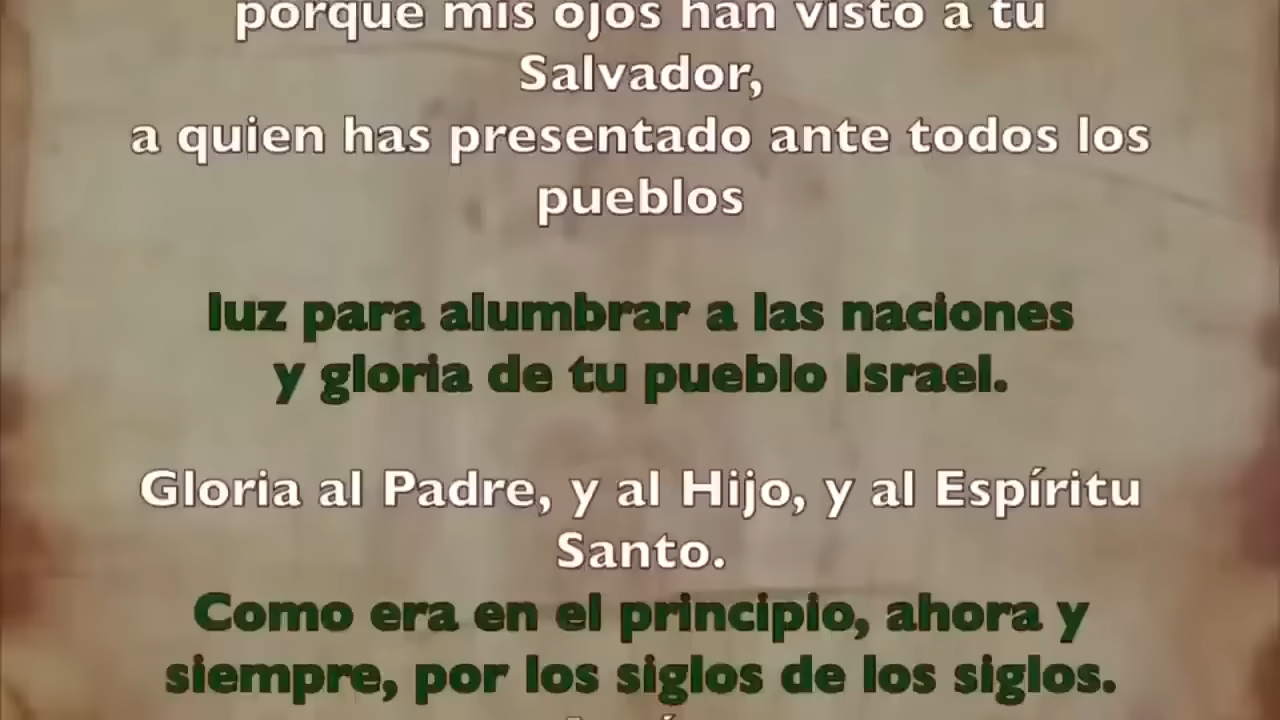 porque mis ojos han visto a tu
Salvador,
a quien has presentado ante todos los
pueblos
luz para alumbrar a las naciones
y gloria de tu pueblo Israel.
Gloria al Padre, y al Hijo, y al Espíritu
Santo.
Como era en el principio, ahora y
siempre, por los siglos de los siglos.